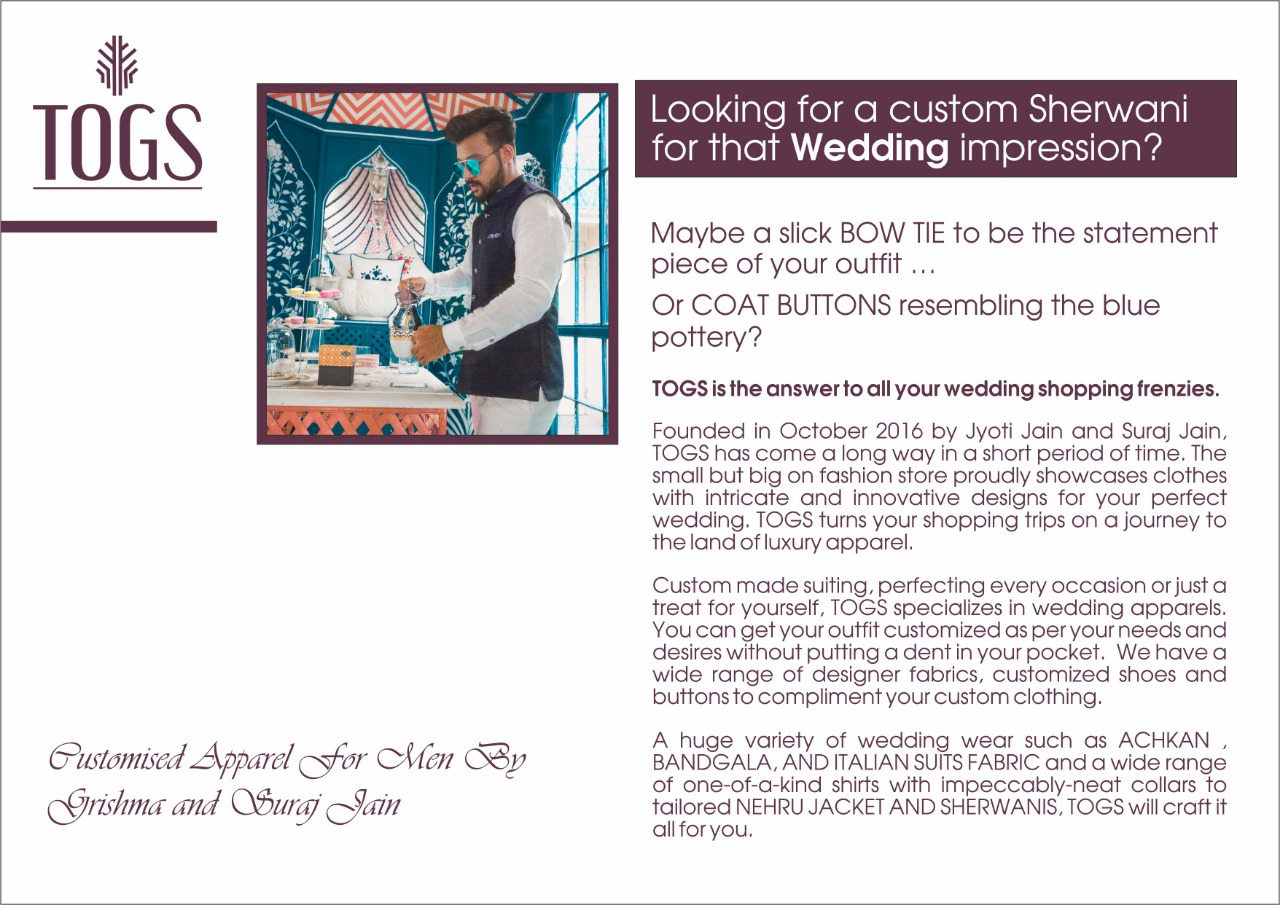 TOGS
Looking for a custom Sherwani
for that Wedding impression?
Maybe a slick BOW TIE to be the statement
piece of your outfit ...
Or COAT BUTTONS resembling the blue
pottery?
TOGS is the answer to all your wedding shopping frenzies.
Founded in October 2016 by Jyoti Jain and Suraj Jain,
TOGS has come a long way in a short period of time. The
small but big on fashion store proudly showcases clothes
with intricate and innovative designs for your perfect
wedding. TOGS turns your shopping trips on a journey to
the land of luxury apparel.
Custom made suiting, perfecting every occasion or just a
treat for yourself, TOGS specializes in wedding apparels.
You can get your outfit customized as per your needs and
desires without putting a dent in your pocket.  We have a
wide range of designer fabrics, customized shoes and
buttons to compliment your custom clothing.
A huge variety of wedding wear such as ACHKAN ,
BANDGALA, AND ITALIAN SUITS FABRIC and a wide range
of one-of-a-kind shirts with impeccably-neat collars to
tailored NEHRU JACKET AND SHERWANIS, TOGS will craft it
all for you.
Customised Apparel For Men By
Grishma and Suraj Jain